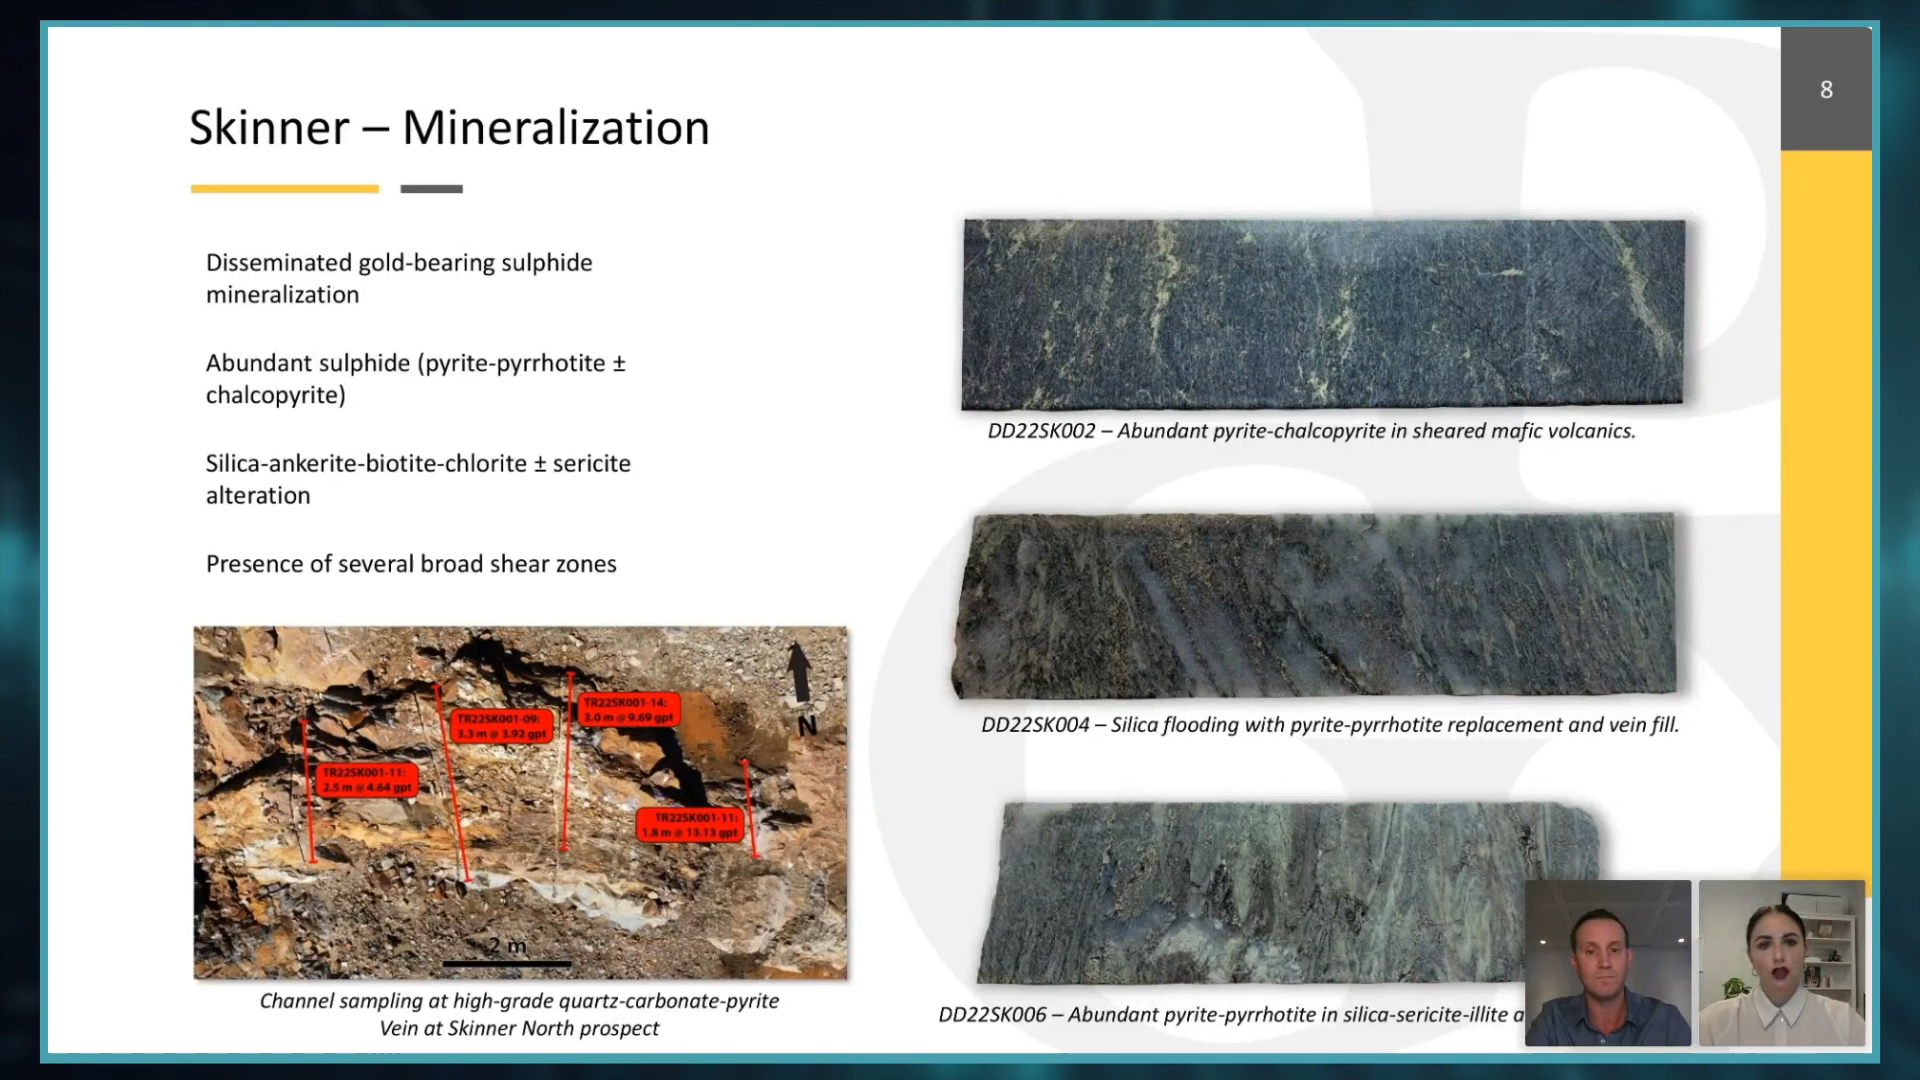 8
Skinner – Mineralization
Disseminated gold-bearing sulphide
mineralization
Abundant sulphide (pyrite-pyrrhotite ±
chalcopyrite)
Silica-ankerite-biotite-chlorite ± sericite
alteration
Presence of several broad shear zones
TR22SK001-14:
3.0 m @ 9.69 gpt
TR22SK001-09:
3.3 m @ 3.92 gpt
N
TR22SK001-11:
2.5 m @ 4.64 gpt
TR22SK001-11:
1.8 m @ 13.13 gpt
2 m
Channel sampling at high-grade quartz-carbonate-pyrite
Vein at Skinner North prospect
DD22SK002 – Abundant pyrite-chalcopyrite in sheared mafic volcanics.
DD22SK004 – Silica flooding with pyrite-pyrrhotite replacement and vein fill.
DD22SK006 – Abundant pyrite-pyrrhotite in silica-sericite-illite